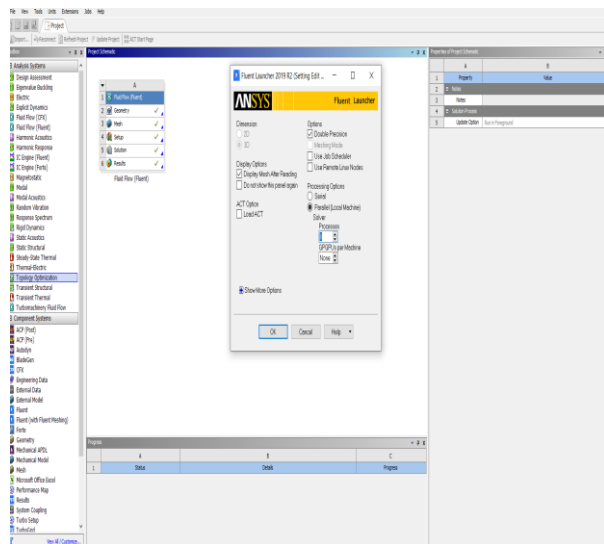 File View Tools Units Extensions Jobs Help
Project
Import... Reconnect Refresh Project Update Project ACT Start Page
Project Schematic
Properties of Project Schematic
Analysis Systems
Design Assessment
Eigenvalue Buckling
Electric
Explicit Dynamics
Fluid Flow (CFX)
Fluid Flow (Fluent)
Harmonic Acoustics
Harmonic Response
IC Engine (Fluent)
IC Engine (Forte)
Magnetostatic
Modal
Modal Acoustics
Random Vibration
Response Spectrum
Rigid Dynamics
Static Acoustics
Static Structural
Steady-State Thermal
Thermal-Electric
Topology Optimization
Transient Structural
Transient Thermal
Turbomachinery Fluid Flow
Component Systems
ACP (Post)
ACP (Pre)
Autodyn
BladeGen
CFX
Engineering Data
External Data
External Model
Fluent
Fluent (with Fluent Meshing)
Forte
Geometry
Mechanical APDL
Mechanical Model
Mesh
Microsoft Office Excel
Performance Map
Results
System Coupling
Turbo Setup
TurboGrid
View All / Customize...
A
1 Fluid Flow (Fluent)
2 Geometry
3 Mesh
4 Setup
5 Solution
6 Results
Fluid Flow (Fluent)
Fluent Launcher 2019 R2 (Setting Edit ...
ANSYS Fluent Launcher
Dimension
2D
3D
Display Options
Display Mesh After Reading
Do not show this panel again
ACT Option
Load ACT
Options
Double Precision
Meshing Mode
Use Job Scheduler
Use Remote Linux Nodes
Processing Options
Serial
Parallel (Local Machine)
Solver
Processes
GPGPUs per Machine
None
Show More Options
OK Cancel Help
A B
1 Property Value
2 Notes
3 Notes
4 Solution Process
5 Update Option Run in Foreground
Progress
A B C
1 Status Details Progress